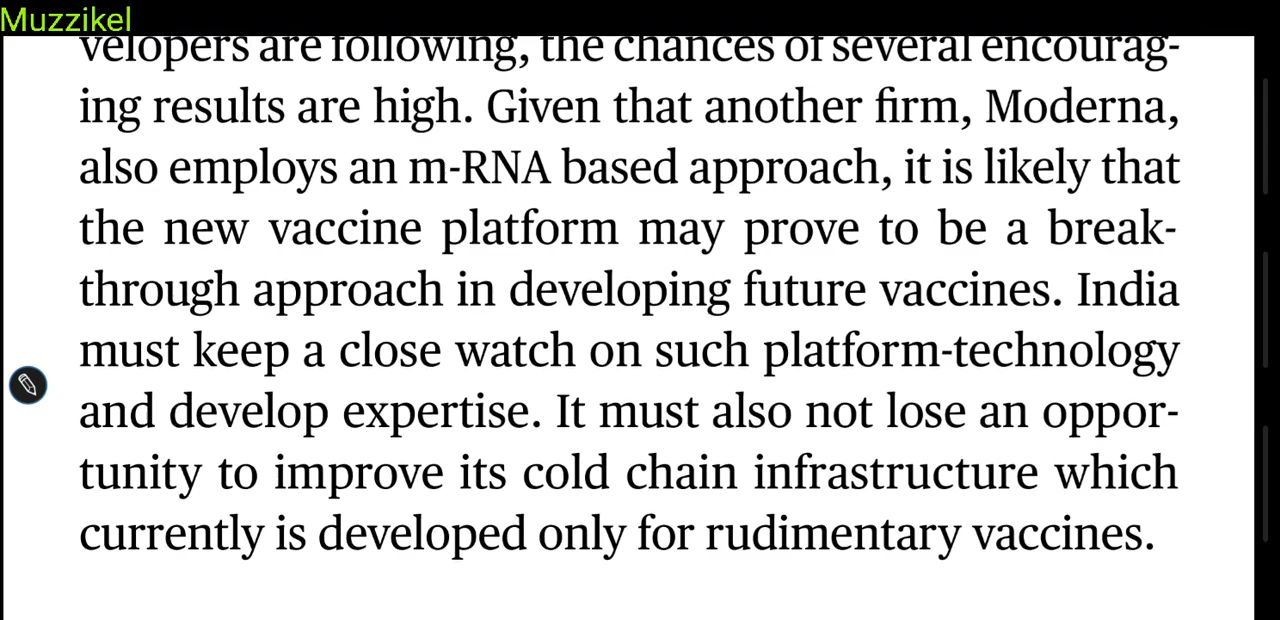 Muzzikel
velopers are following, the chances of several encourag-
ing results are high. Given that another firm, Moderna,
also employs an m-RNA based approach, it is likely that
the new vaccine platform may prove to be a break-
through approach in developing future vaccines. India
must keep a close watch on such platform-technology
and develop expertise. It must also not lose an oppor-
tunity to improve its cold chain infrastructure which
currently is developed only for rudimentary vaccines.